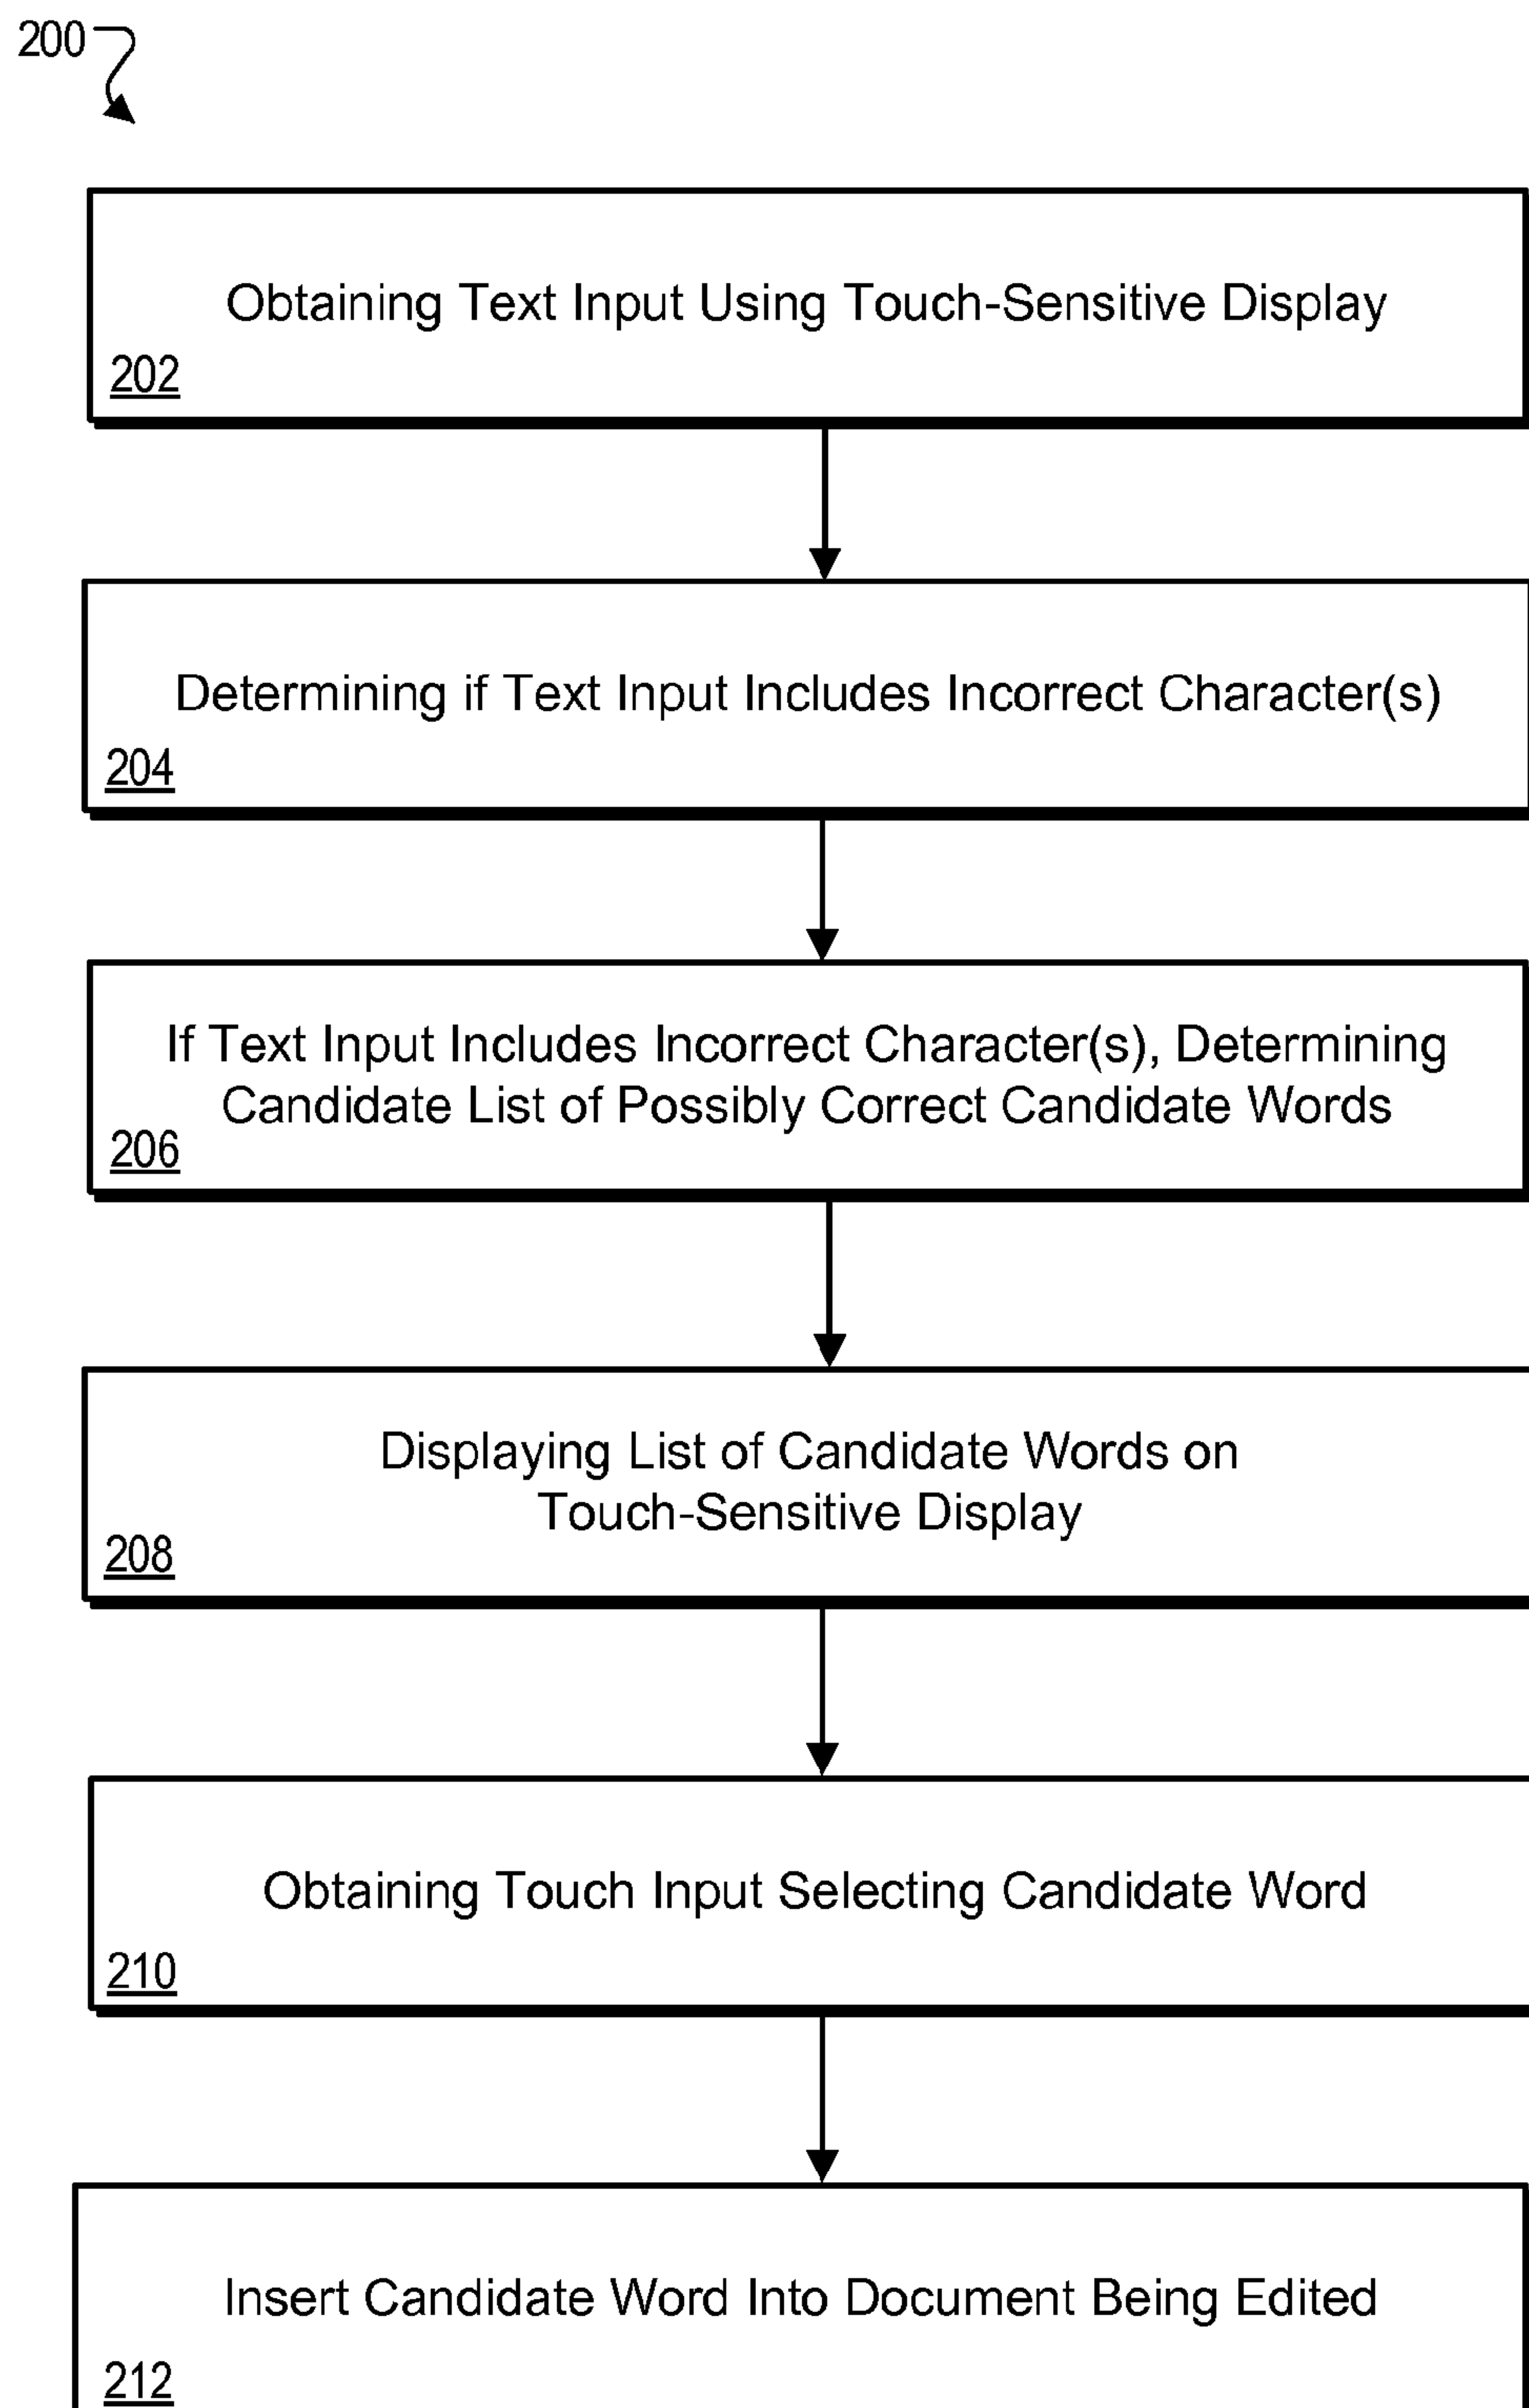 200
Obtaining Text Input Using Touch-Sensitive Display
202
Determining if Text Input Includes Incorrect Character(s)
204
If Text Input Includes Incorrect Character(s), Determining
Candidate List of Possibly Correct Candidate Words
206
Displaying List of Candidate Words on
Touch-Sensitive Display
208
Obtaining Touch Input Selecting Candidate Word
210
Insert Candidate Word Into Document Being Edited
212